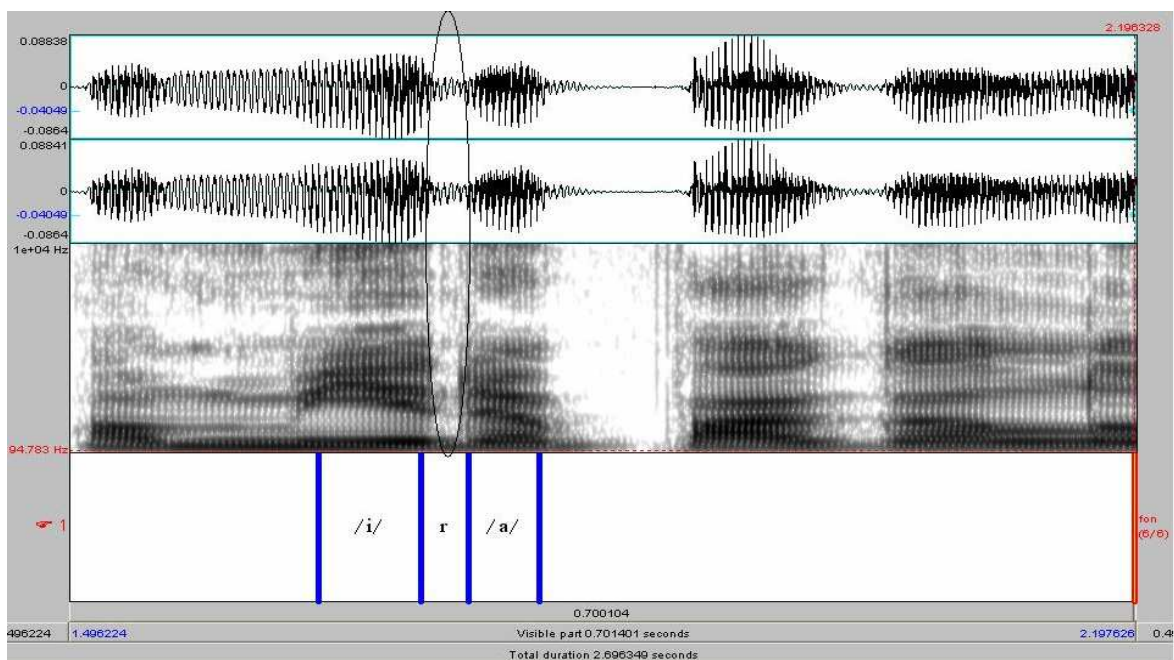 2.196328
0.08838
0
-0.04049
-0.0864
0.08841
0
-0.04049
-0.0864
1e+04 Hz
94.783 Hz
1 /i/ r /a/ fon
(6/6)
0.700104
496224 1.496224 Visible part 0.701401 seconds 2.197626 0.4
Total duration 2.696349 seconds